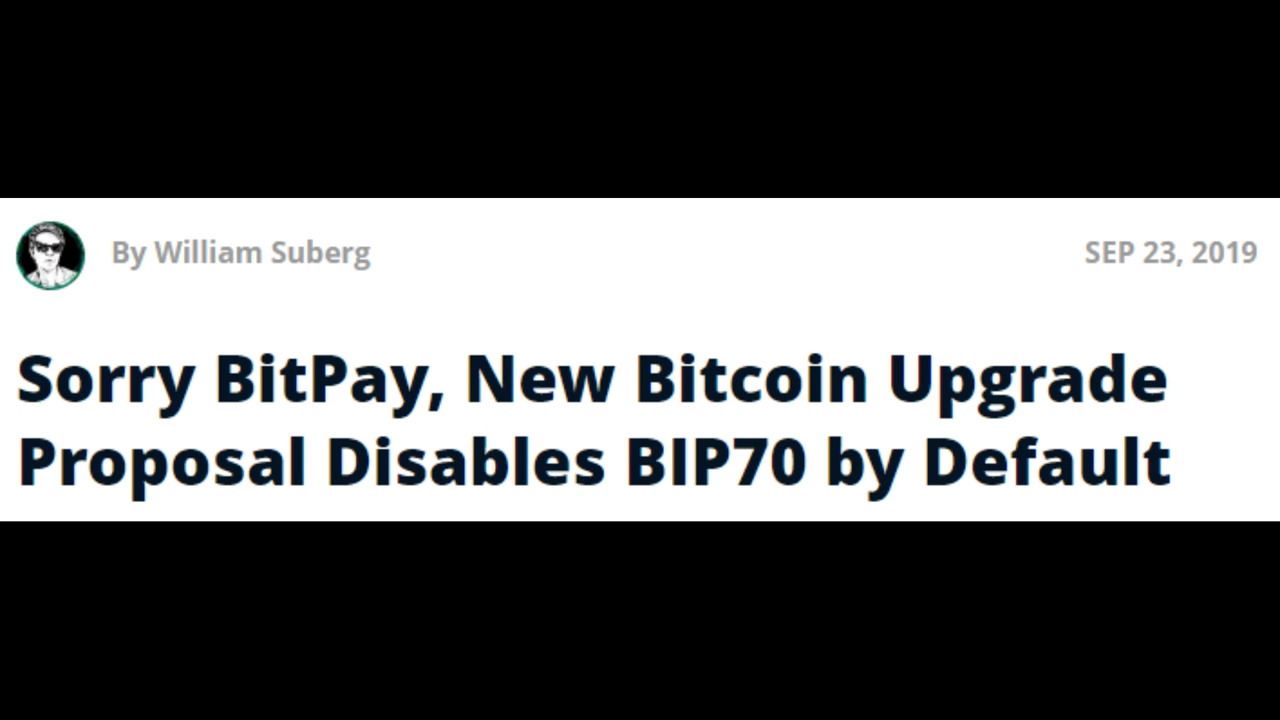 By William Suberg
SEP 23, 2019
Sorry BitPay, New Bitcoin Upgrade
Proposal Disables BIP70 by Default